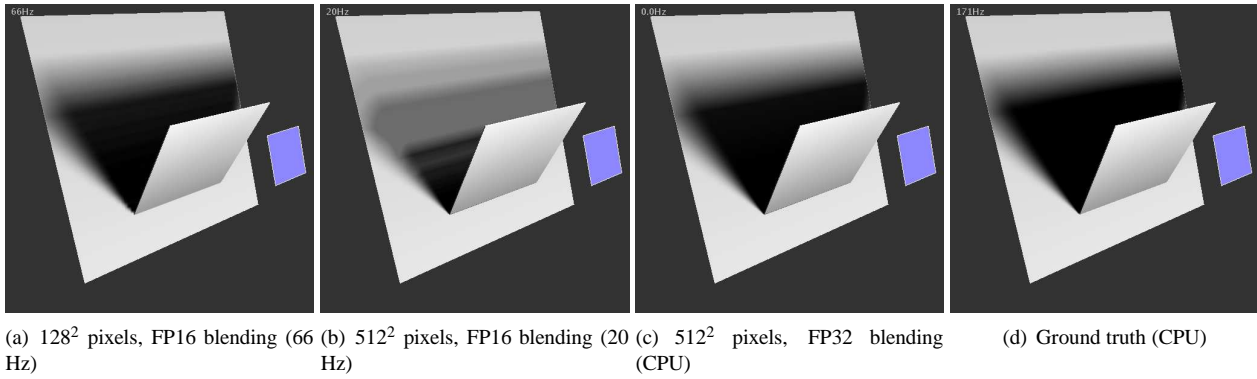 66Hz
20Hz
0.0Hz
171Hz
(a) 128² pixels, FP16 blending (66
Hz)
(b) 512² pixels, FP16 blending (20
Hz)
(c) 512² pixels, FP32 blending
(CPU)
(d) Ground truth (CPU)